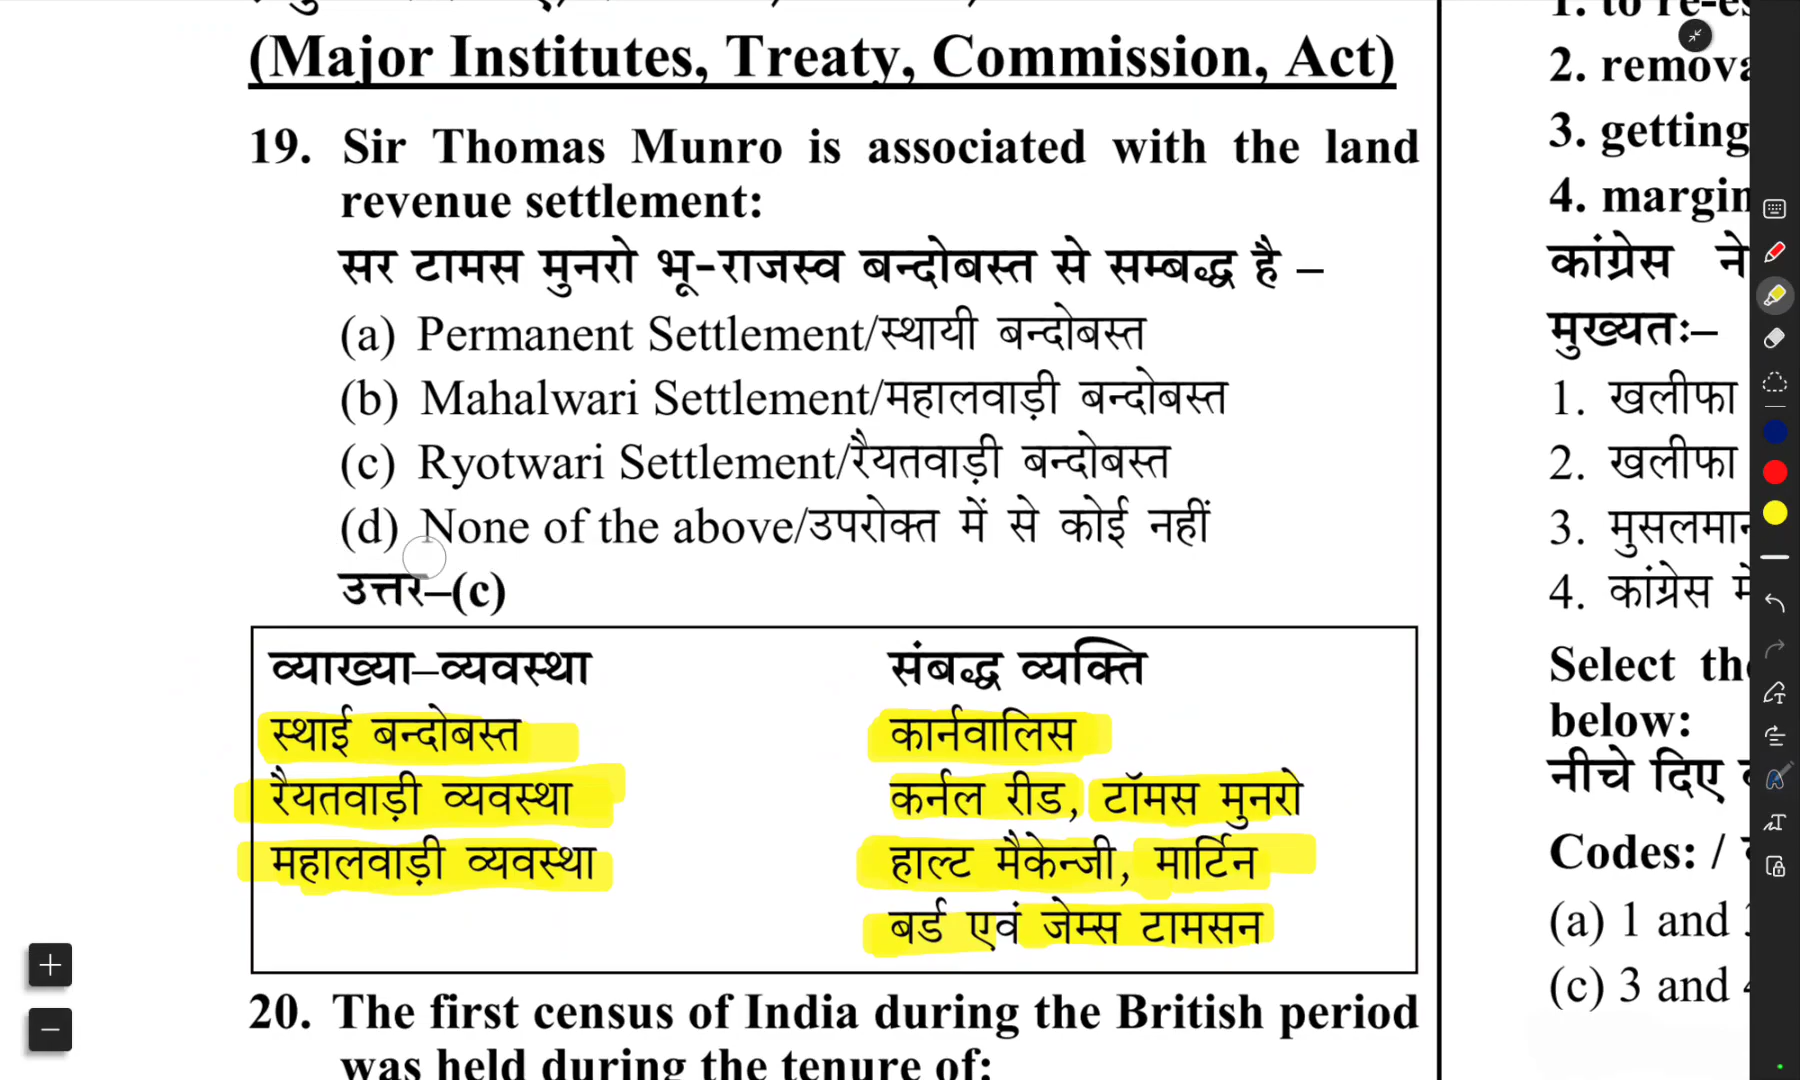 (Major Institutes, Treaty, Commission, Act)
19. Sir Thomas Munro is associated with the land
revenue settlement:
सर टामस मुनरो भू-राजस्व बन्दोबस्त से सम्बद्ध है –
(a) Permanent Settlement/स्थायी बन्दोबस्त
(b) Mahalwari Settlement/महालवाड़ी बन्दोबस्त
(c) Ryotwari Settlement/रैयतवाड़ी बन्दोबस्त
(d) None of the above/उपरोक्त में से कोई नहीं
उत्तर–(c)
व्याख्या–व्यवस्था संबद्ध व्यक्ति
स्थाई बन्दोबस्त कार्नवालिस
रैयतवाड़ी व्यवस्था कर्नल रीड, टॉमस मुनरो
महालवाड़ी व्यवस्था हाल्ट मैकेन्जी, मार्टिन
बर्ड एवं जेम्स टामसन
20. The first census of India during the British period
was held during the tenure of:
1. to
2.
3. getting
4.
कांग्रेस ने
मुख्यतः–
1. खलीफा
2. खलीफा
3.
4. कांग्रेस
Select
below:
नीचे दिए
Codes: /
(a) 1 and
(c) 3 and